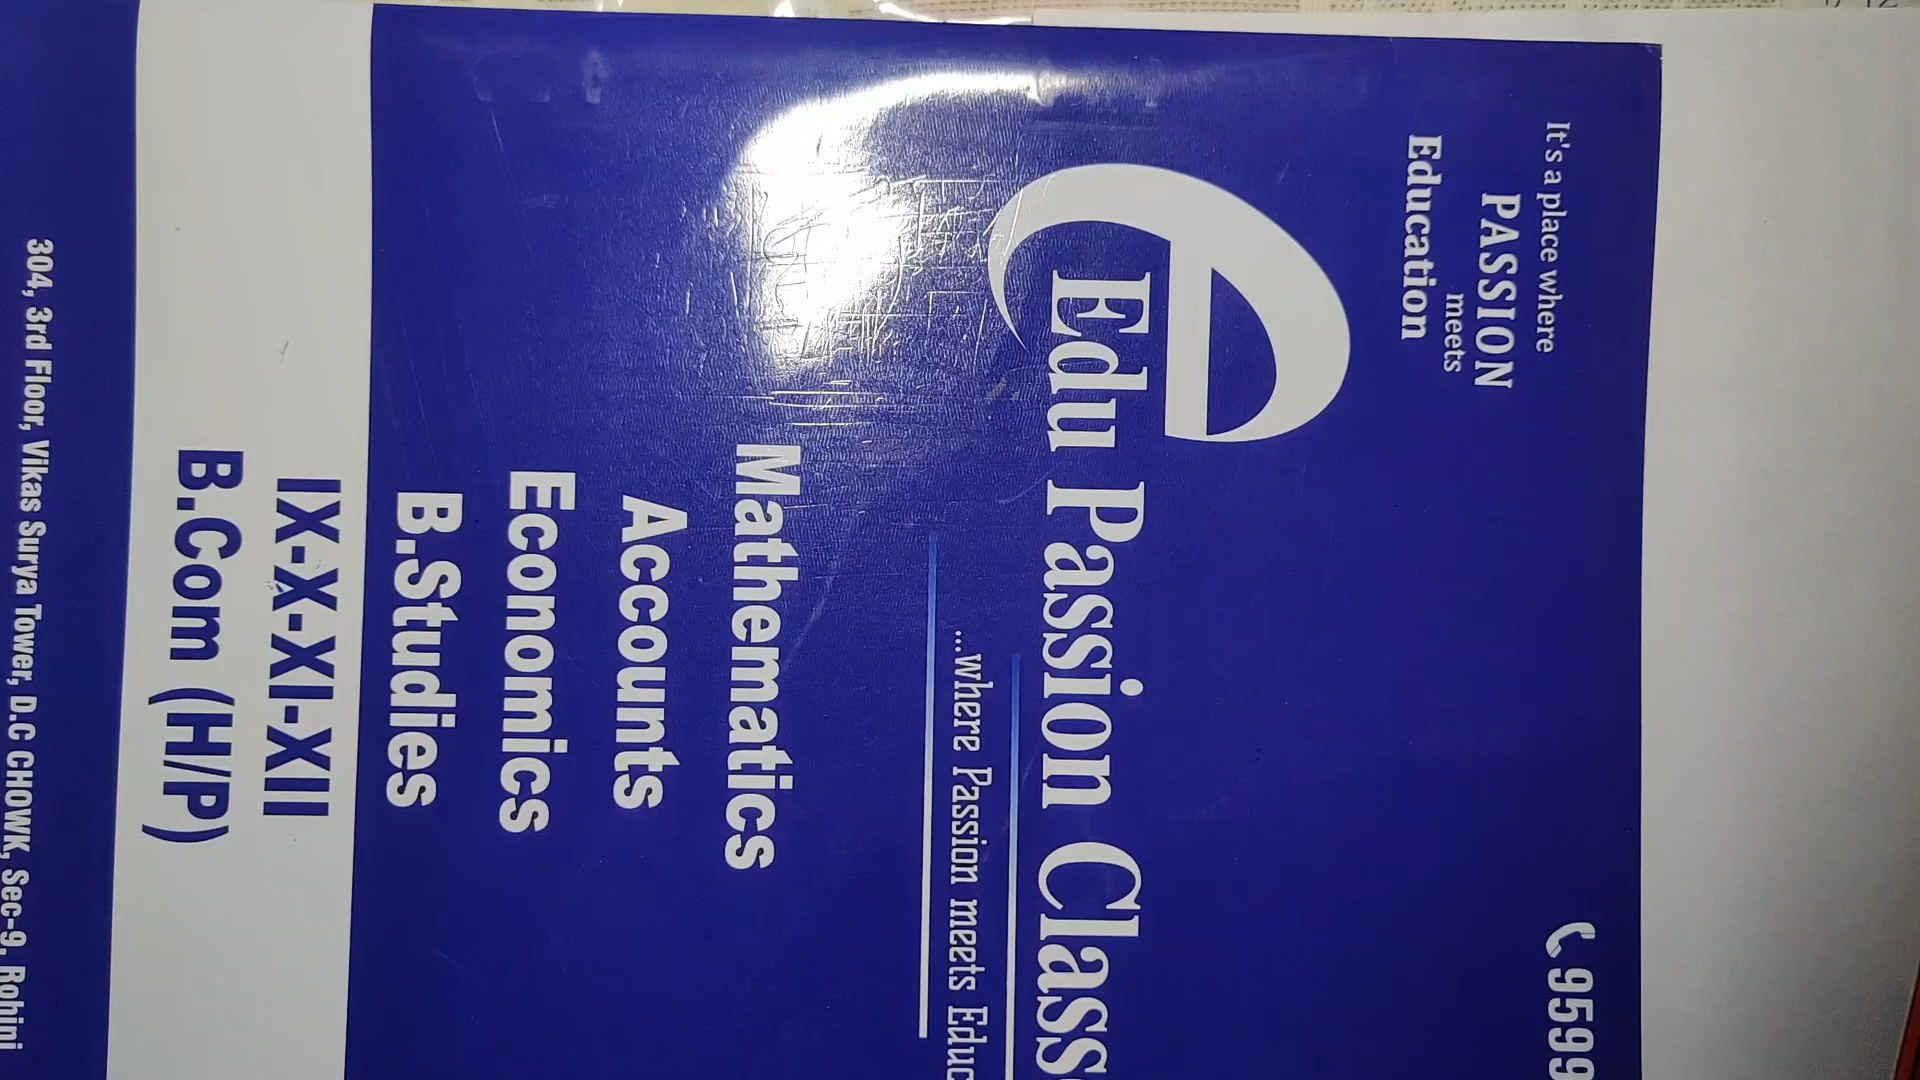 It's a place where
PASSION
meets
Education
9599
Edu Passion Class
...where Passion meets Educ
Mathematics
Accounts
Economics
B.Studies
IX-X-XI-XII
B.Com (H/P)
304, 3rd Floor, Vikas Surya Tower, D.C CHOWK, Sec-9, Rohini